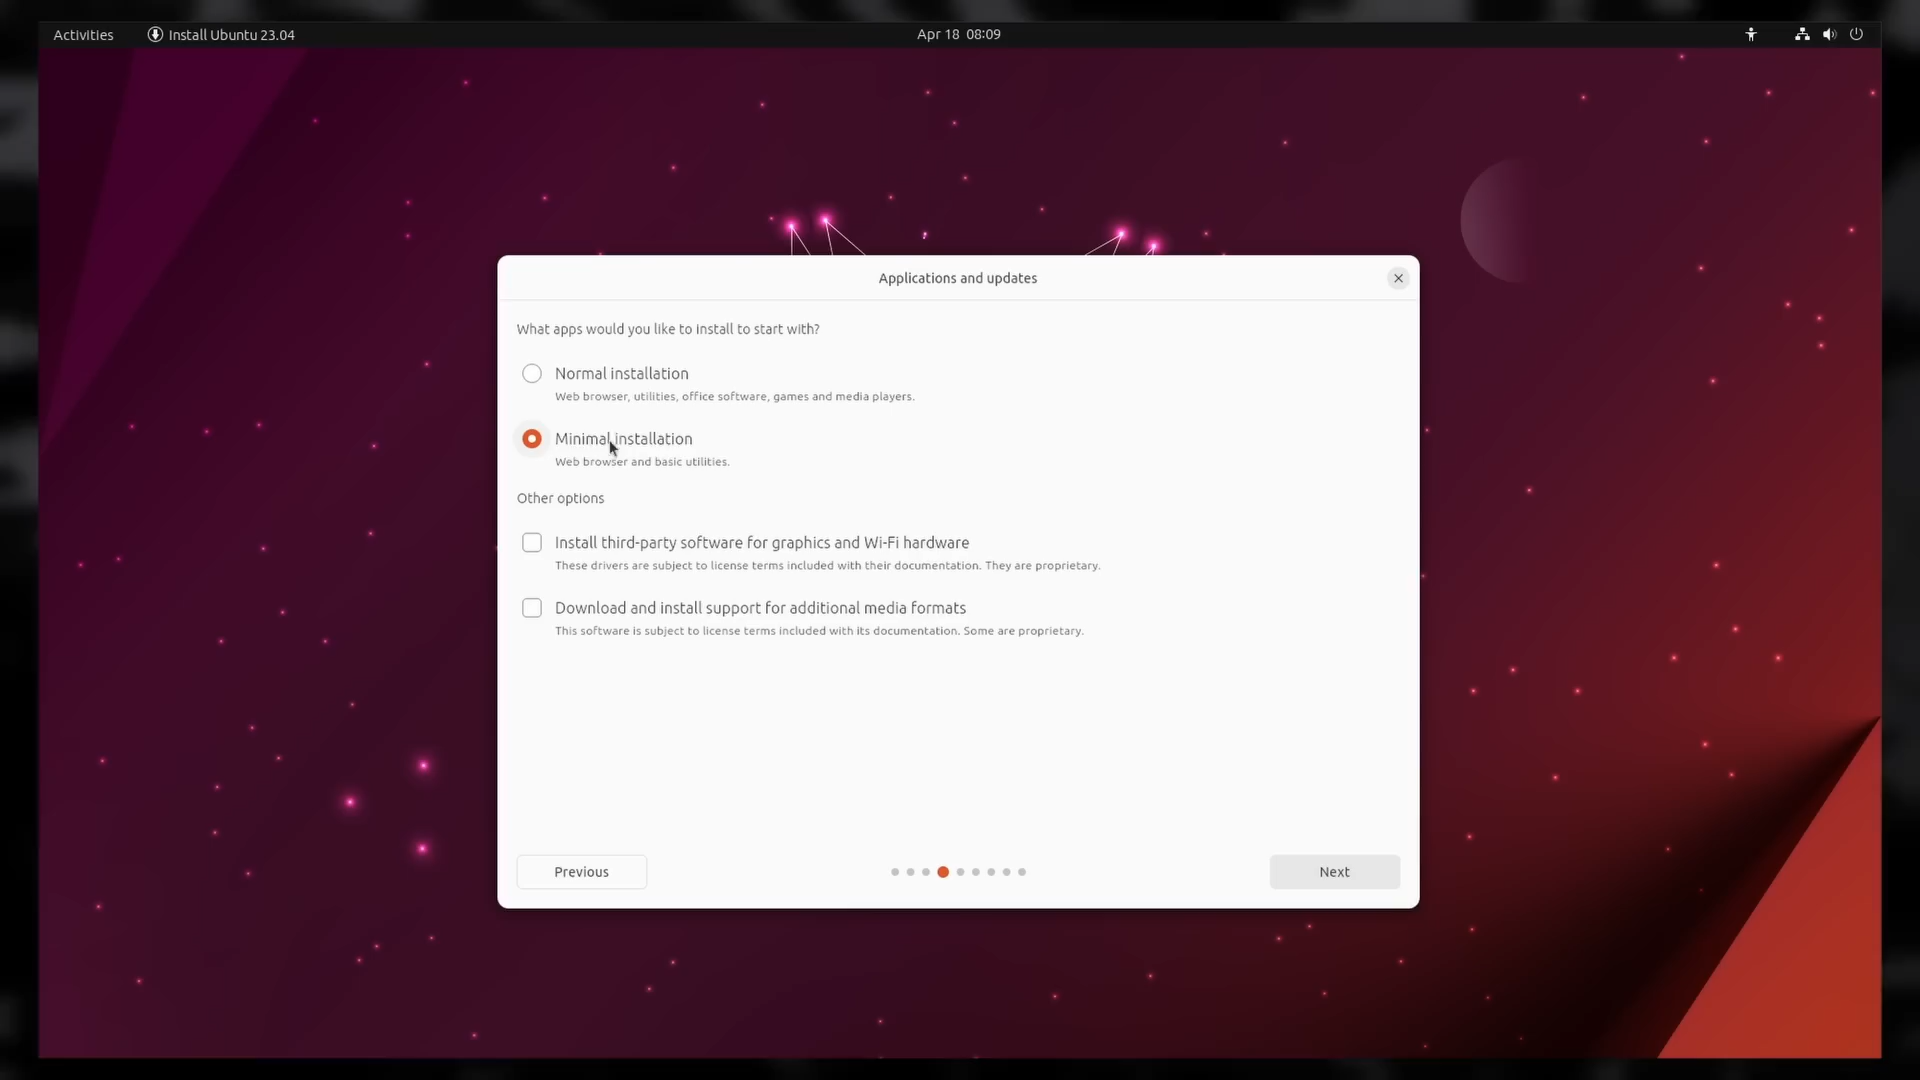 Activities
Install Ubuntu 23.04
Apr 18 08:09
Applications and updates
What apps would you like to install to start with?
Normal installation
Web browser, utilities, office software, games and media players.
Minimal installation
Web browser and basic utilities.
Other options
Install third-party software for graphics and Wi-Fi hardware
These drivers are subject to license terms included with their documentation. They are proprietary.
Download and install support for additional media formats
This software is subject to license terms included with its documentation. Some are proprietary.
Previous
Next